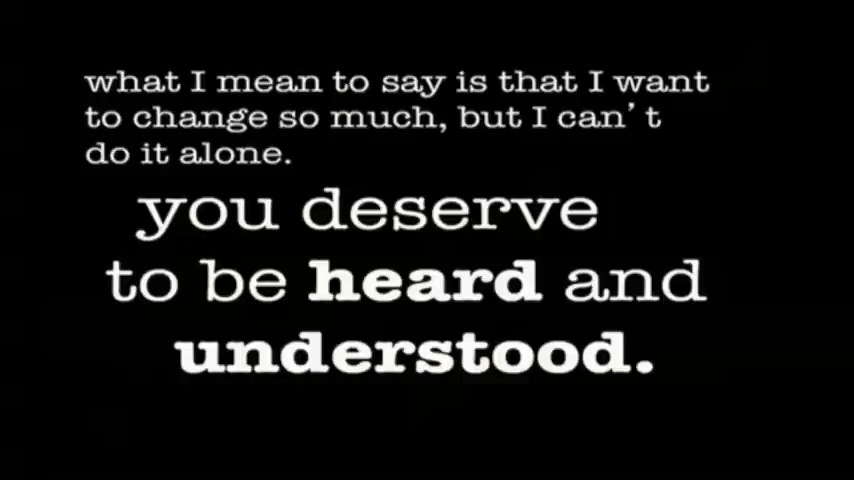 what I mean to say is that I want
to change so much, but I can't
do it alone.
you deserve
to be heard and
understood.